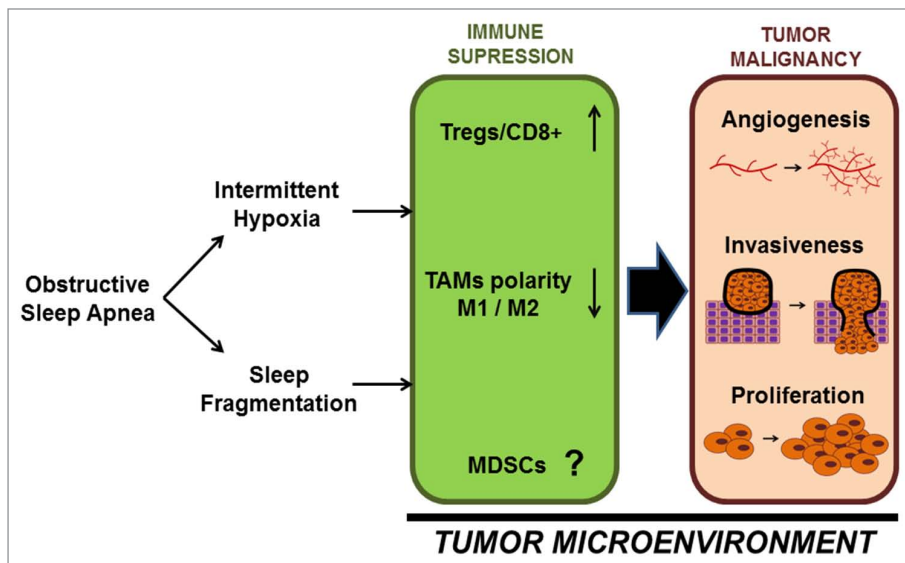 IMMUNE
SUPRESSION
TUMOR
MALIGNANCY
Obstructive
Sleep Apnea
Intermittent
Hypoxia
Sleep
Fragmentation
Tregs/CD8+
TAMs polarity
M1 / M2
MDSCs ?
Angiogenesis
Invasiveness
Proliferation
TUMOR MICROENVIRONMENT